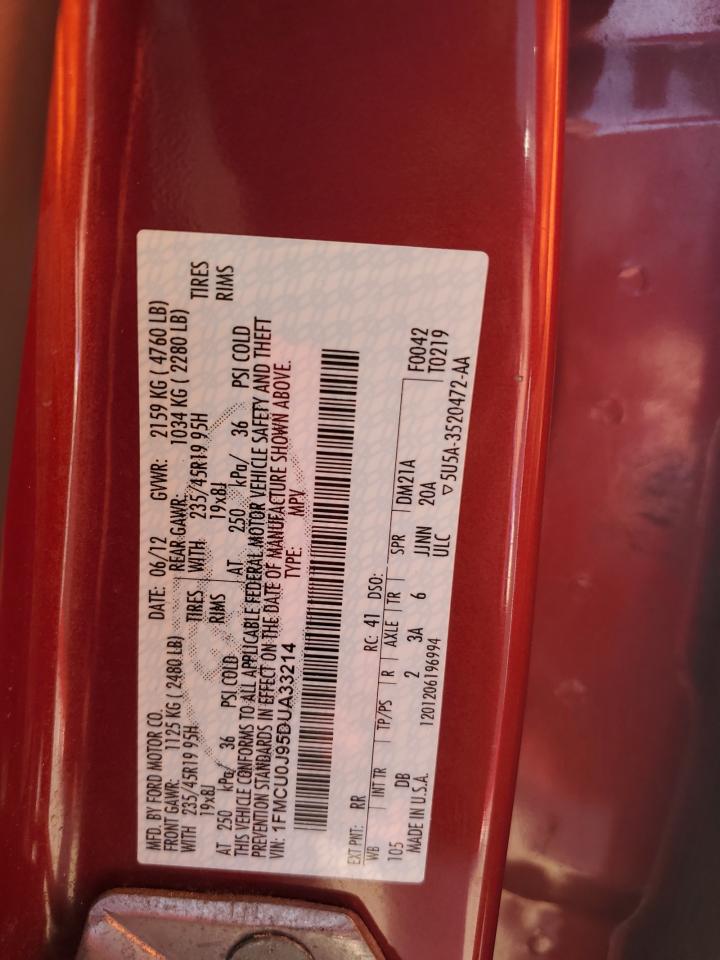 MFD. BY FORD MOTOR CO. DATE: 06/12 GVWR: 2159 KG ( 4760 LB)
FRONT GAWR: 1125 KG ( 2480 LB) REAR GAWR: 1034 KG ( 2280 LB)
WITH 235/45R19 95H TIRES WITH 235/45R19 95H TIRES
19x8J RIMS 19x8J RIMS
AT 250 kPa/ 36 PSI COLD AT 250 kPa/ 36 PSI COLD
THIS VEHICLE CONFORMS TO ALL APPLICABLE FEDERAL MOTOR VEHICLE SAFETY AND THEFT
PREVENTION STANDARDS IN EFFECT ON THE DATE OF MANUFACTURE SHOWN ABOVE.
VIN: 1FMCU0J95DUA33214 TYPE: MPV
EXT PNT: RR RC: 41 DSO: F0042
WB INT TR TP/PS R AXLE TR SPR DM21A T0219
105 DB 2 3A 6 JJNN 20A
MADE IN U.S.A. 1201206196994 ULC ▽5U5A-3520472-AA